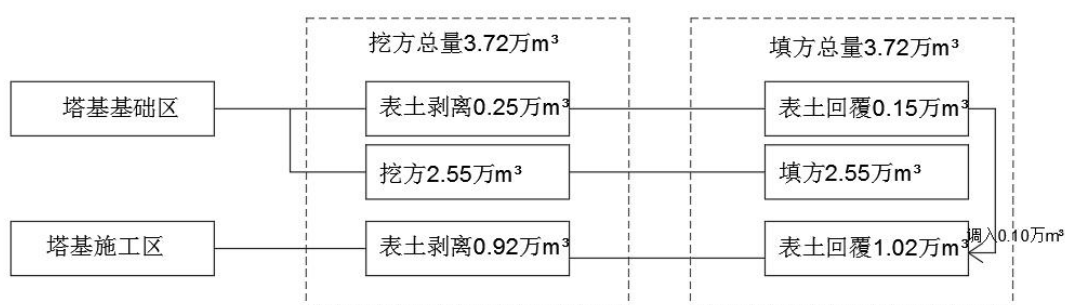 挖方总量3.72万m³
填方总量3.72万m³
塔基基础区
表土剥离0.25万m³
表土回覆0.15万m³
挖方2.55万m³
填方2.55万m³
塔基施工区
表土剥离0.92万m³
表土回覆1.02万m³
调入0.10万m³